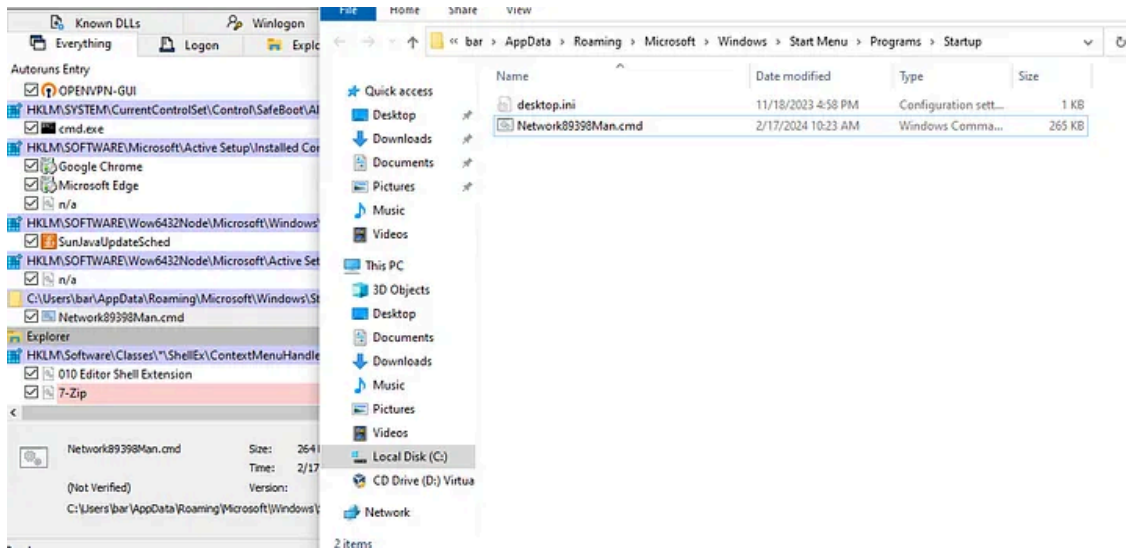 Known DLLs
Winlogon
Everything
Logon
Explo
Autoruns Entry
OPENVPN-GUI
HKLM\SYSTEM\CurrentControlSet\Control\SafeBoot\Al
cmd.exe
HKLM\SOFTWARE\Microsoft\Active Setup\Installed Cor
Google Chrome
Microsoft Edge
n/a
HKLM\SOFTWARE\Wow6432Node\Microsoft\Windows'
SunJavaUpdateSched
HKLM\SOFTWARE\Wow6432Node\Microsoft\Active Set
n/a
C:\Users\bar\AppData\Roaming\Microsoft\Windows\St
Network89398Man.cmd
Explorer
HKLM\Software\Classes\*\ShellEx\ContextMenuHandle
010 Editor Shell Extension
7-Zip
Network89398Man.cmd
Size: 264
Time: 2/17
(Not Verified)
Version:
C:\Users\bar\AppData\Roaming\Microsoft\Windows\
File Home Share View
« bar > AppData > Roaming > Microsoft > Windows > Start Menu > Programs > Startup
Name Date modified Type Size
desktop.ini 11/18/2023 4:58 PM Configuration sett... 1 KB
Network89398Man.cmd 2/17/2024 10:23 AM Windows Comma... 265 KB
Quick access
Desktop
Downloads
Documents
Pictures
Music
Videos
This PC
3D Objects
Desktop
Documents
Downloads
Music
Pictures
Videos
Local Disk (C:)
CD Drive (D:) Virtua
Network
2 items